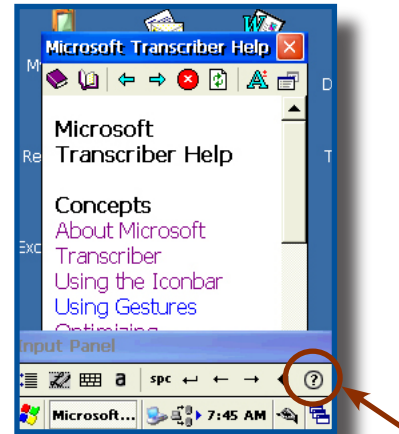 Microsoft Transcriber Help
Microsoft
Transcriber Help
Concepts
About Microsoft
Transcriber
Using the Iconbar
Using Gestures
Optimizing
Input Panel
a spc
Microsoft... 7:45 AM